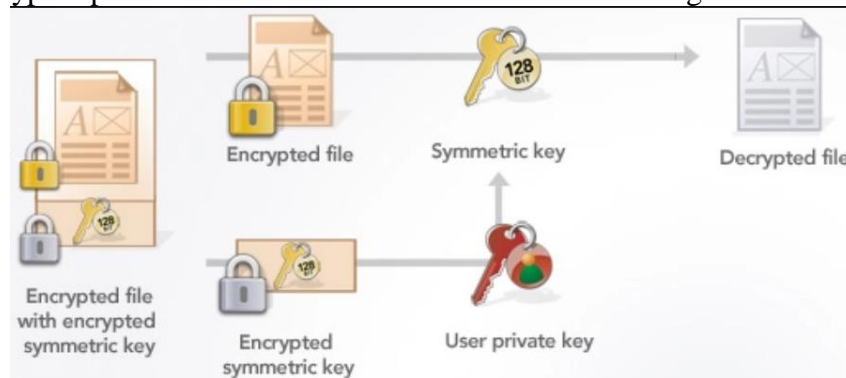 A
128
BIT
Encrypted file
Symmetric key
Decrypted file
A
A
128
128
BIT
Encrypted file
with encrypted
symmetric key
Encrypted
symmetric key
User private key